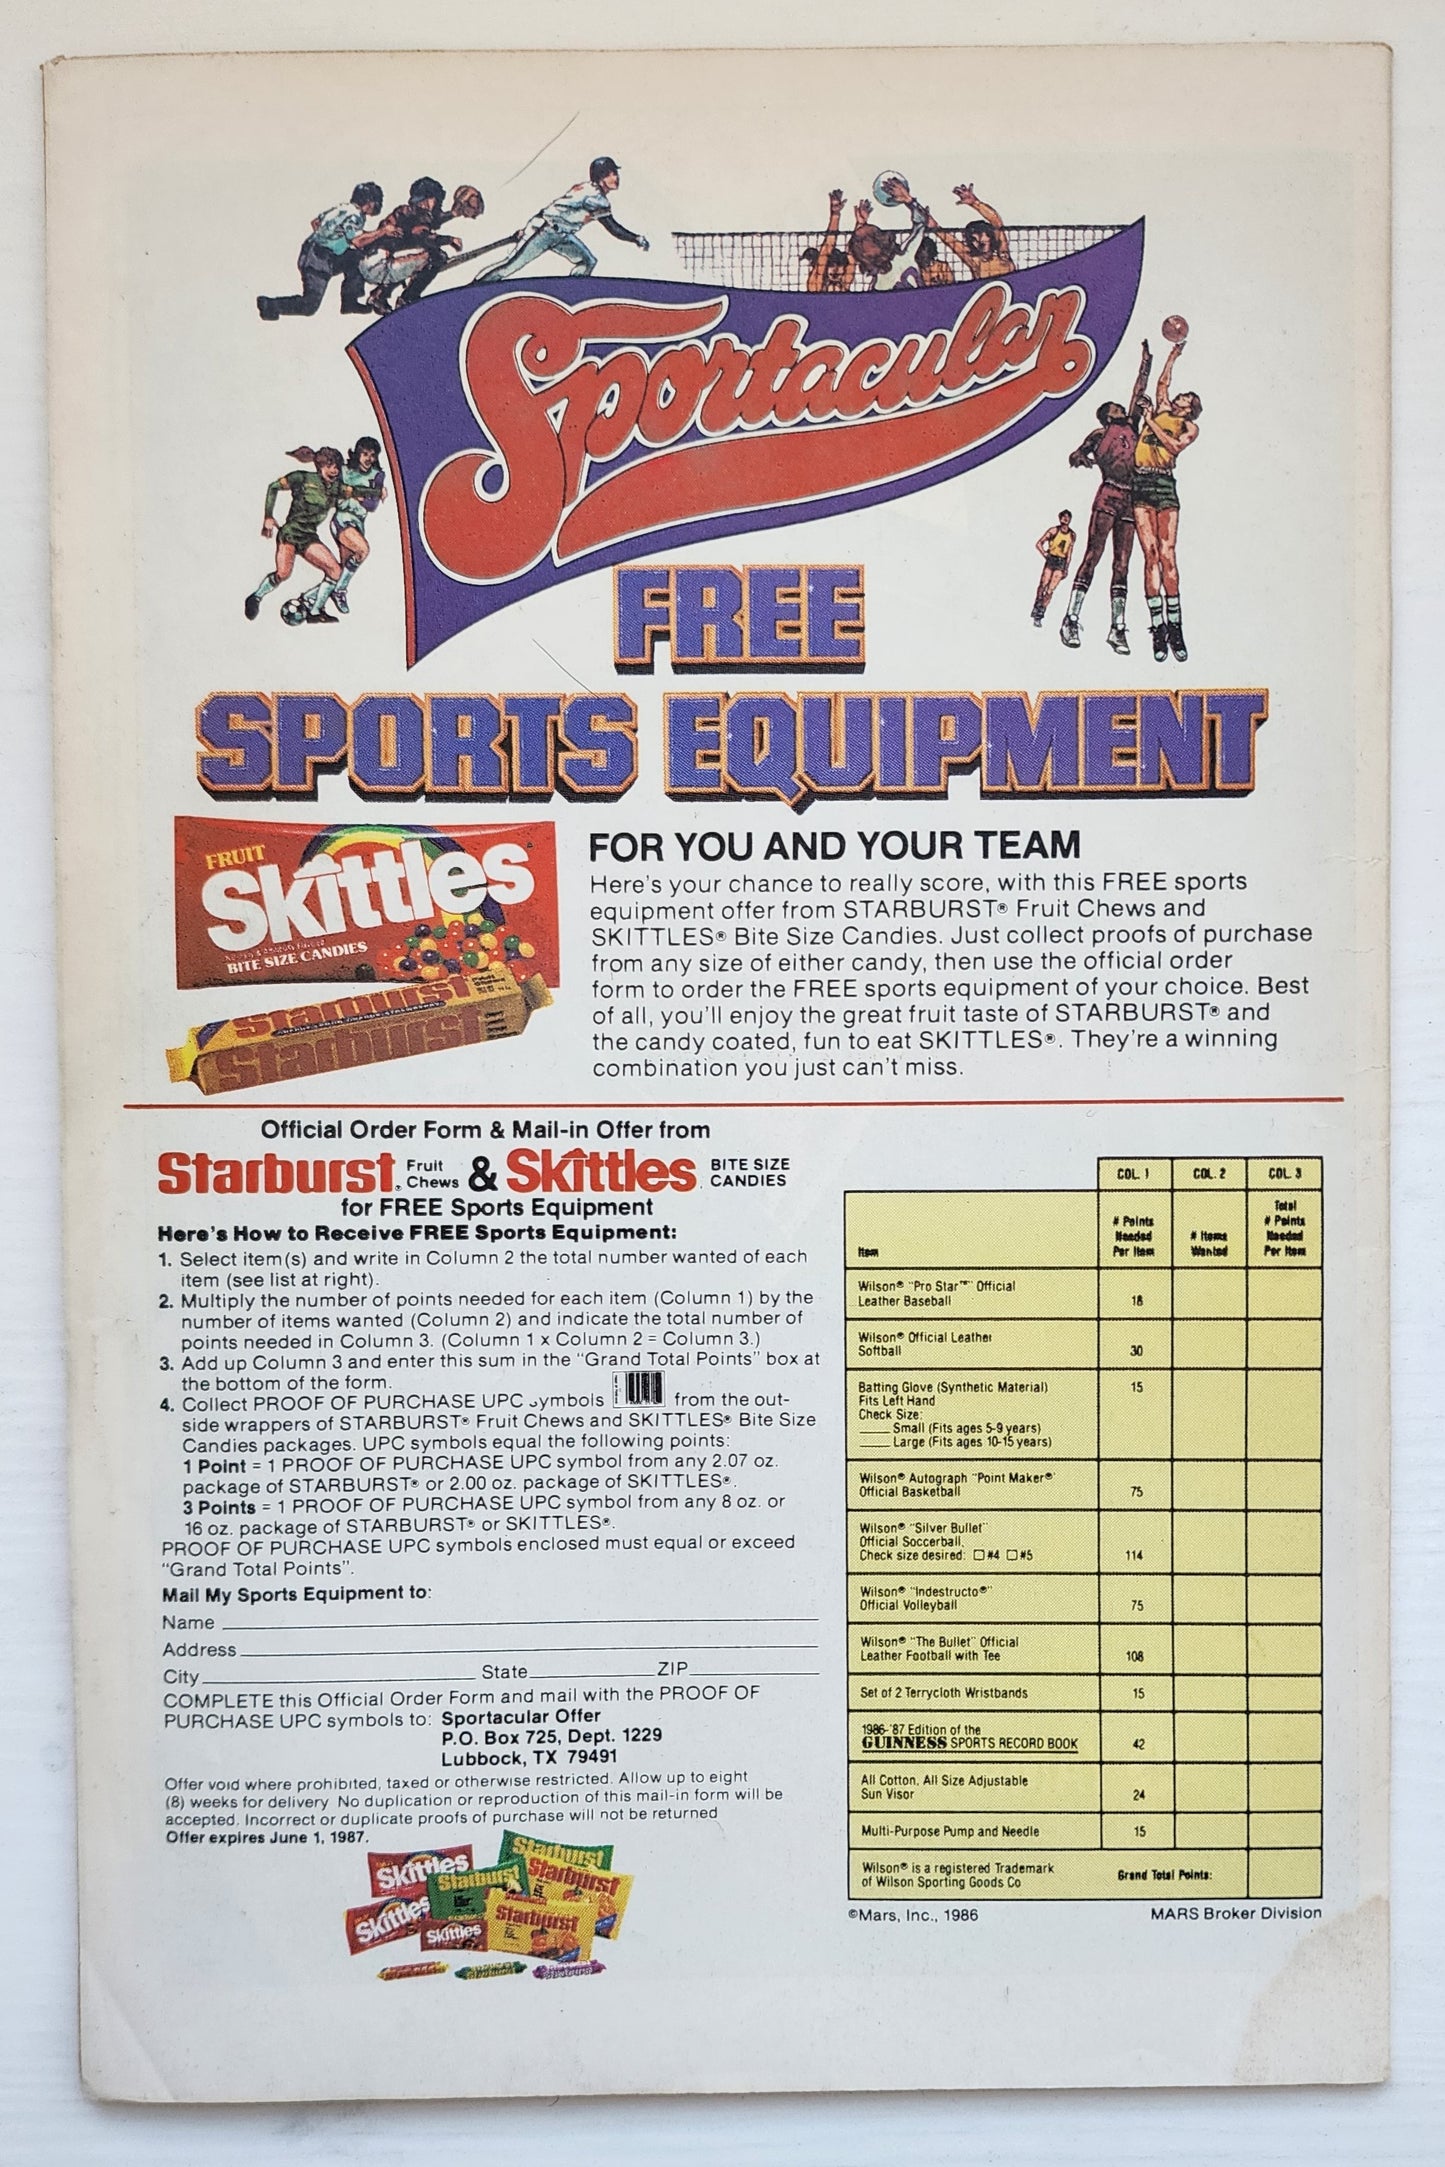 Sportacular
FREE
SPORTS EQUIPMENT
FRUIT
Skittles
BITE SIZE CANDIES
Starburst
Starburst
FOR YOU AND YOUR TEAM
Here's your chance to really score, with this FREE sports
equipment offer from STARBURST® Fruit Chews and
SKITTLES® Bite Size Candies. Just collect proofs of purchase
from any size of either candy, then use the official order
form to order the FREE sports equipment of your choice. Best
of all, you'll enjoy the great fruit taste of STARBURST® and
the candy coated, fun to eat SKITTLES®. They're a winning
combination you just can't miss.
Official Order Form & Mail-in Offer from
Starburst® Fruit Chews & Skittles BITE SIZE CANDIES
for FREE Sports Equipment
Here's How to Receive FREE Sports Equipment:
1. Select item(s) and write in Column 2 the total number wanted of each
item (see list at right).
2. Multiply the number of points needed for each item (Column 1) by the
number of items wanted (Column 2) and indicate the total number of
points needed in Column 3. (Column 1 x Column 2 = Column 3.)
3. Add up Column 3 and enter this sum in the "Grand Total Points" box at
the bottom of the form.
4. Collect PROOF OF PURCHASE UPC symbols from the out-
side wrappers of STARBURST® Fruit Chews and SKITTLES® Bite Size
Candies packages. UPC symbols equal the following points:
1 Point = 1 PROOF OF PURCHASE UPC symbol from any 2.07 oz.
package of STARBURST® or 2.00 oz. package of SKITTLES®.
3 Points = 1 PROOF OF PURCHASE UPC symbol from any 8 oz. or
16 oz. package of STARBURST® or SKITTLES®.
PROOF OF PURCHASE UPC symbols enclosed must equal or exceed
"Grand Total Points".
Mail My Sports Equipment to:
Name
Address
City State ZIP
COMPLETE this Official Order Form and mail with the PROOF OF
PURCHASE UPC symbols to: Sportacular Offer
P.O. Box 725, Dept. 1229
Lubbock, TX 79491
Offer void where prohibited, taxed or otherwise restricted. Allow up to eight
(8) weeks for delivery. No duplication or reproduction of this mail-in form will be
accepted. Incorrect or duplicate proofs of purchase will not be returned
Offer expires June 1, 1987.
Skittles
Starburst
Starburst
Starburst
Skittles
Skittles
Starburst
COL. 1 COL. 2 COL. 3
Item # Points Needed Per Item # Items Wanted Total # Points Needed Per Item
Wilson® "Pro Star™" Official
Leather Baseball 18
Wilson® Official Leather
Softball 30
Batting Glove (Synthetic Material) 15
Fits Left Hand
Check Size:
Small (Fits ages 5-9 years)
Large (Fits ages 10-15 years)
Wilson® Autograph "Point Maker®"
Official Basketball 75
Wilson® "Silver Bullet"
Official Soccerball,
Check size desired: □ #4 □ #5 114
Wilson® "Indestructo®"
Official Volleyball 75
Wilson® "The Bullet" Official
Leather Football with Tee 108
Set of 2 Terrycloth Wristbands 15
1986-'87 Edition of the
GUINNESS SPORTS RECORD BOOK 42
All Cotton, All Size Adjustable
Sun Visor 24
Multi-Purpose Pump and Needle 15
Wilson® is a registered Trademark
of Wilson Sporting Goods Co Grand Total Points:
©Mars, Inc., 1986 MARS Broker Division